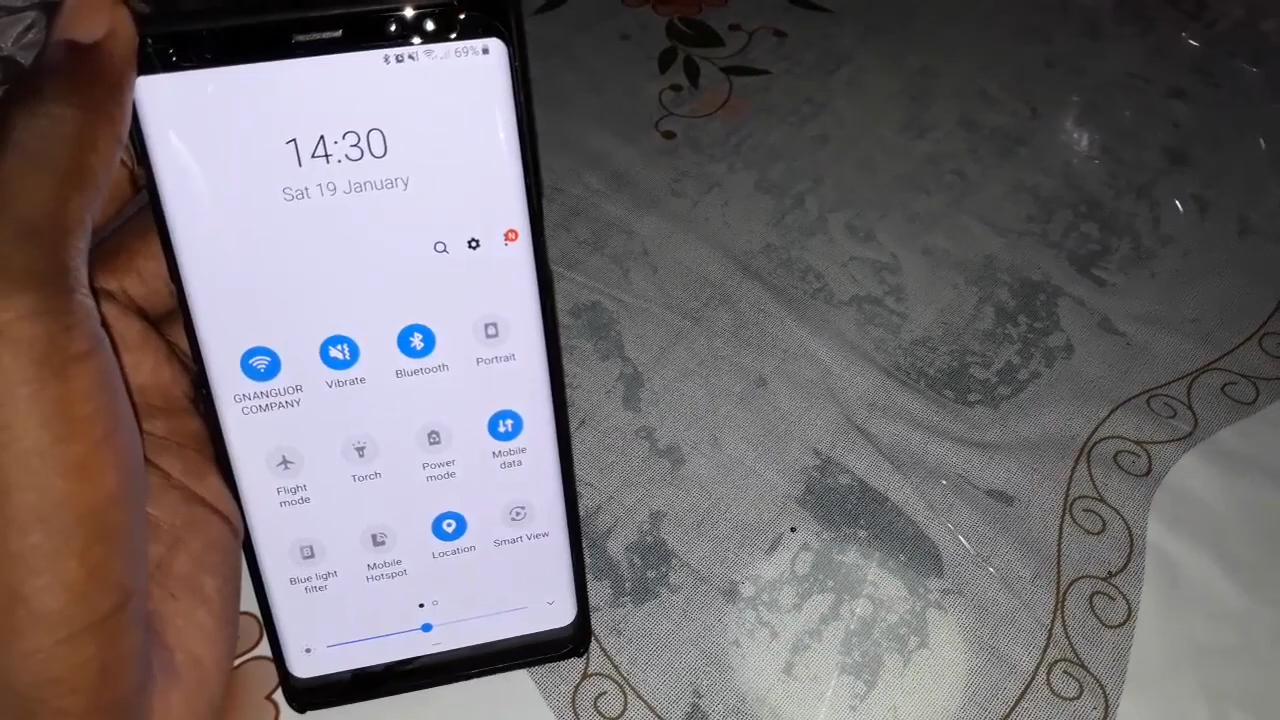 69%
14:30
Sat 19 January
N
GNANGUOR
COMPANY
Vibrate
Bluetooth
Portrait
Flight
mode
Torch
Power
mode
Mobile
data
Blue light
filter
Mobile
Hotspot
Location
Smart View